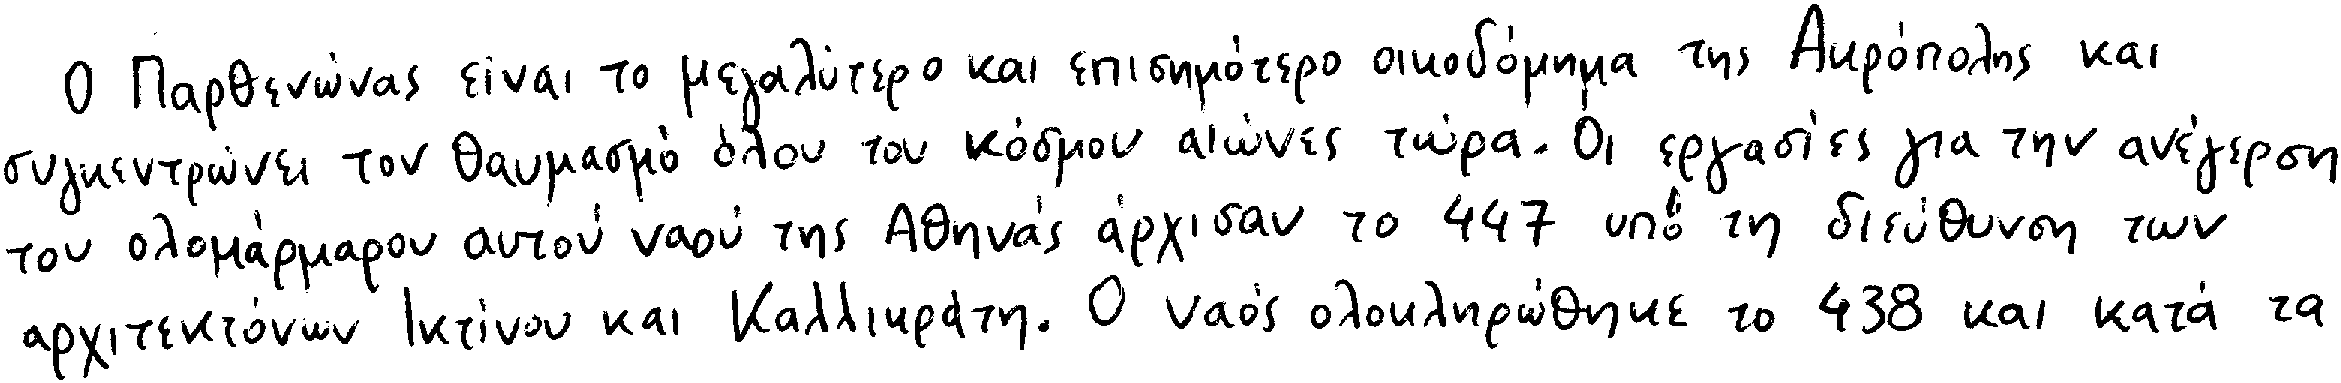 Ο Παρθενώνας είναι το μεγαλύτερο και επισημότερο οικοδόμημα της Ακρόπολης και
συγκεντρώνει τον θαυμασμό όλου του κόσμου αιώνες τώρα. Οι εργασίες για την ανέγερση
του ολομάρμαρου αυτού ναού της Αθηνάς άρχισαν το 447 υπό τη διεύθυνση των
αρχιτεκτόνων Ικτίνου και Καλλικράτη. Ο ναός ολοκληρώθηκε το 438 και κατά τα